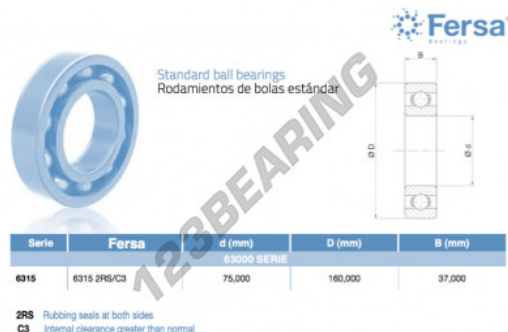 Fersa
Bearings
Standard ball bearings
Rodamientos de bolas estándar
B
Ø D
Ø d
123BEARING
Serie Fersa d (mm) D (mm) B (mm)
63000 SERIE
6315 6315 2RS/C3 75,000 160,000 37,000
2RS Rubbing seals at both sides
C3 Internal clearance greater than normal